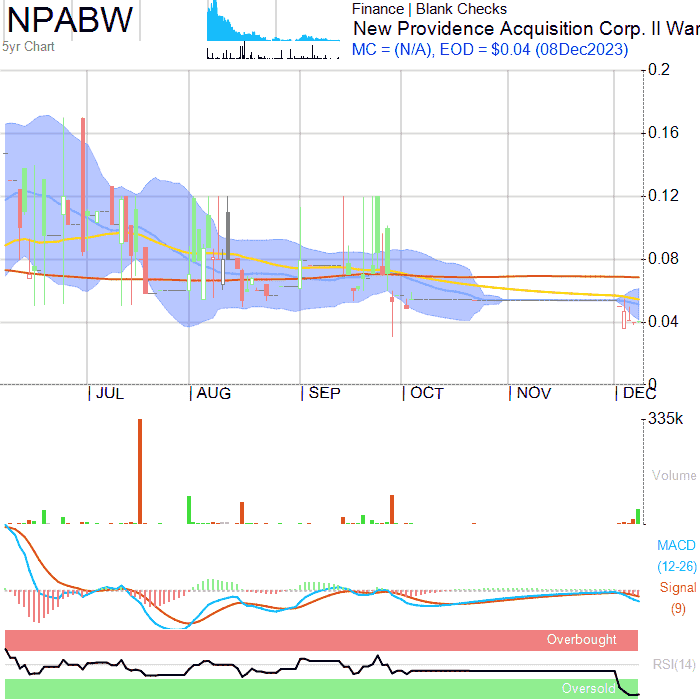 NPABW
5yr Chart
Finance | Blank Checks
New Providence Acquisition Corp. II War
MC = (N/A), EOD = $0.04 (08Dec2023)
0.2
0.16
0.12
0.08
0.04
0
JUL AUG SEP OCT NOV DEC
335k
Volume
MACD
(12-26)
Signal
(9)
Overbought
RSI(14)
Oversold